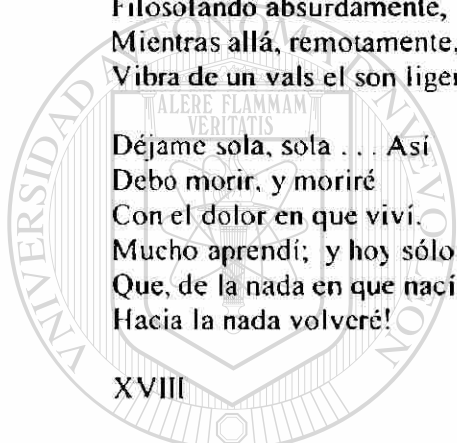 Filosofando absurdamente,
Mientras allá, remotamente,
Vibra de un vals el son
ALERE FLAMMAM
VERITATIS
Déjame sola, sola ... Así
Debo morir, y moriré
Con el dolor en que viví.
Mucho aprendí; y hoy sólo
Que, de la nada en que nací
Hacia la nada volveré!
XVIII